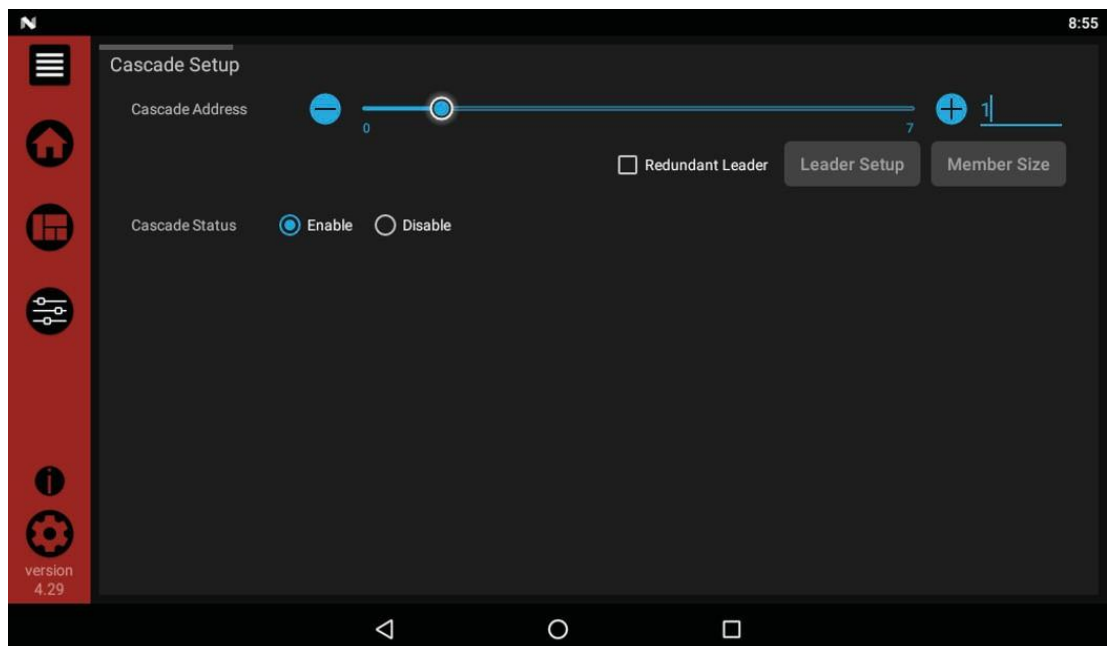 8:55
Cascade Setup
Cascade Address
0
7
1
Redundant Leader
Leader Setup
Member Size
Cascade Status
Enable
Disable
version
4.29